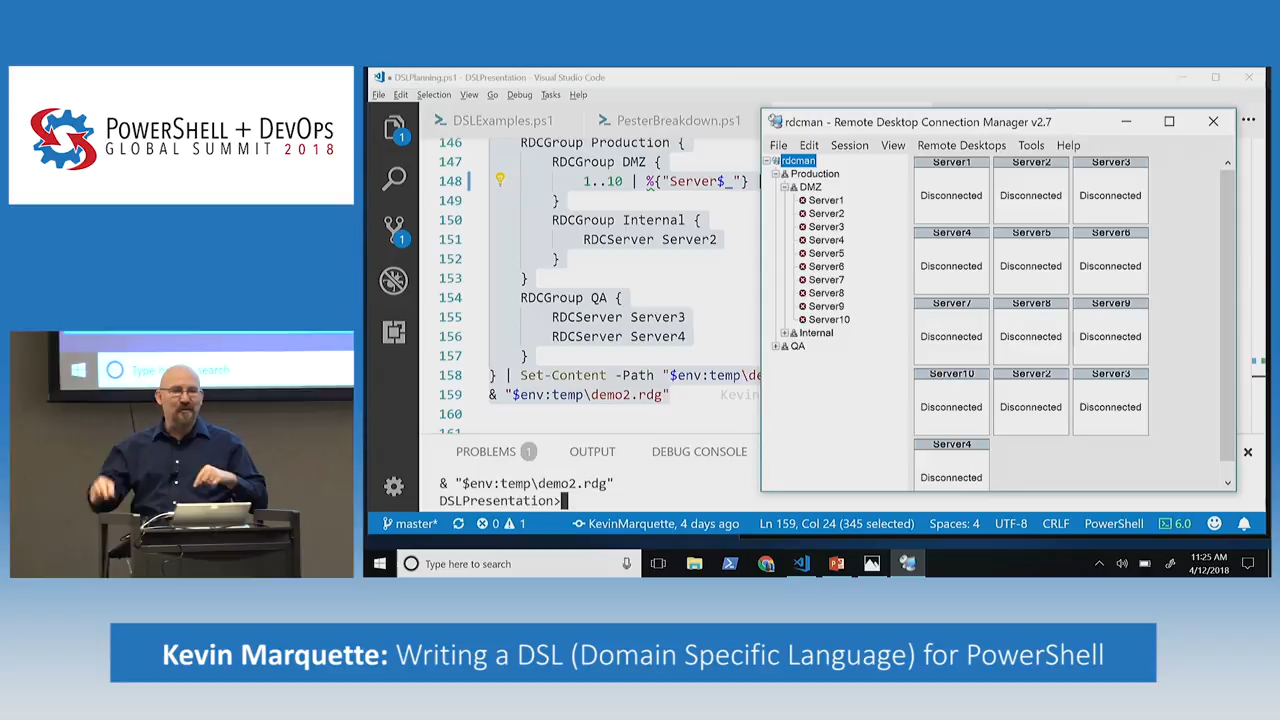 POWERSHELL + DEVOPS
GLOBAL SUMMIT 2018
Type here to search
DSLPlanning.ps1 - DSLPresentation - Visual Studio Code
File Edit Selection View Go Debug Tasks Help
DSLExamples.ps1 PesterBreakdown.ps1
146 RDCGroup Production {
147 RDCGroup DMZ {
148 1..10 | %{"Server$_"} |
149 }
150 RDCGroup Internal {
151 RDCServer Server2
152 }
153 }
154 RDCGroup QA {
155 RDCServer Server3
156 RDCServer Server4
157 }
158 } | Set-Content -Path "$env:temp\de
159 & "$env:temp\demo2.rdg" Kevin
160
161
PROBLEMS 1 OUTPUT DEBUG CONSOLE
& "$env:temp\demo2.rdg"
DSLPresentation>
master* 0 1 KevinMarquette, 4 days ago Ln 159, Col 24 (345 selected) Spaces: 4 UTF-8 CRLF PowerShell 6.0
rdcman - Remote Desktop Connection Manager v2.7
File Edit Session View Remote Desktops Tools Help
rdcman
Production
DMZ
Server1
Server2
Server3
Server4
Server5
Server6
Server7
Server8
Server9
Server10
Internal
QA
Server1 Server2 Server3
Disconnected Disconnected Disconnected
Server4 Server5 Server6
Disconnected Disconnected Disconnected
Server7 Server8 Server9
Disconnected Disconnected Disconnected
Server10 Server2 Server3
Disconnected Disconnected Disconnected
Server4
Disconnected
Type here to search
11:25 AM
4/12/2018
Kevin Marquette: Writing a DSL (Domain Specific Language) for PowerShell